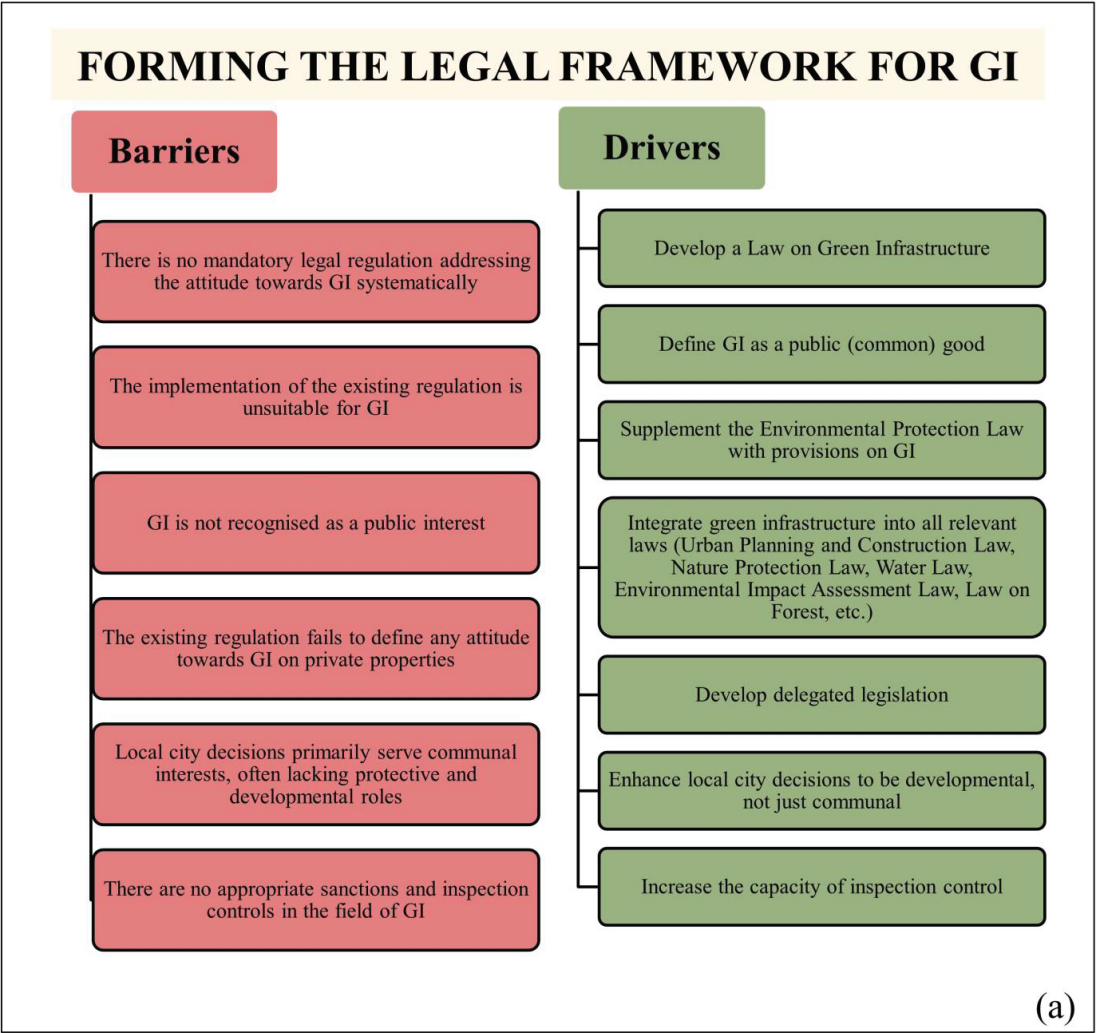 FORMING THE LEGAL FRAMEWORK FOR GI
Barriers
There is no mandatory legal regulation addressing
the attitude towards GI systematically
The implementation of the existing regulation is
unsuitable for GI
GI is not recognised as a public interest
The existing regulation fails to define any attitude
towards GI on private properties
Local city decisions primarily serve communal
interests, often lacking protective and
developmental roles
There are no appropriate sanctions and inspection
controls in the field of GI
Drivers
Develop a Law on Green Infrastructure
Define GI as a public (common) good
Supplement the Environmental Protection Law
with provisions on GI
Integrate green infrastructure into all relevant
laws (Urban Planning and Construction Law,
Nature Protection Law, Water Law,
Environmental Impact Assessment Law, Law on
Forest, etc.)
Develop delegated legislation
Enhance local city decisions to be developmental,
not just communal
Increase the capacity of inspection control
(a)